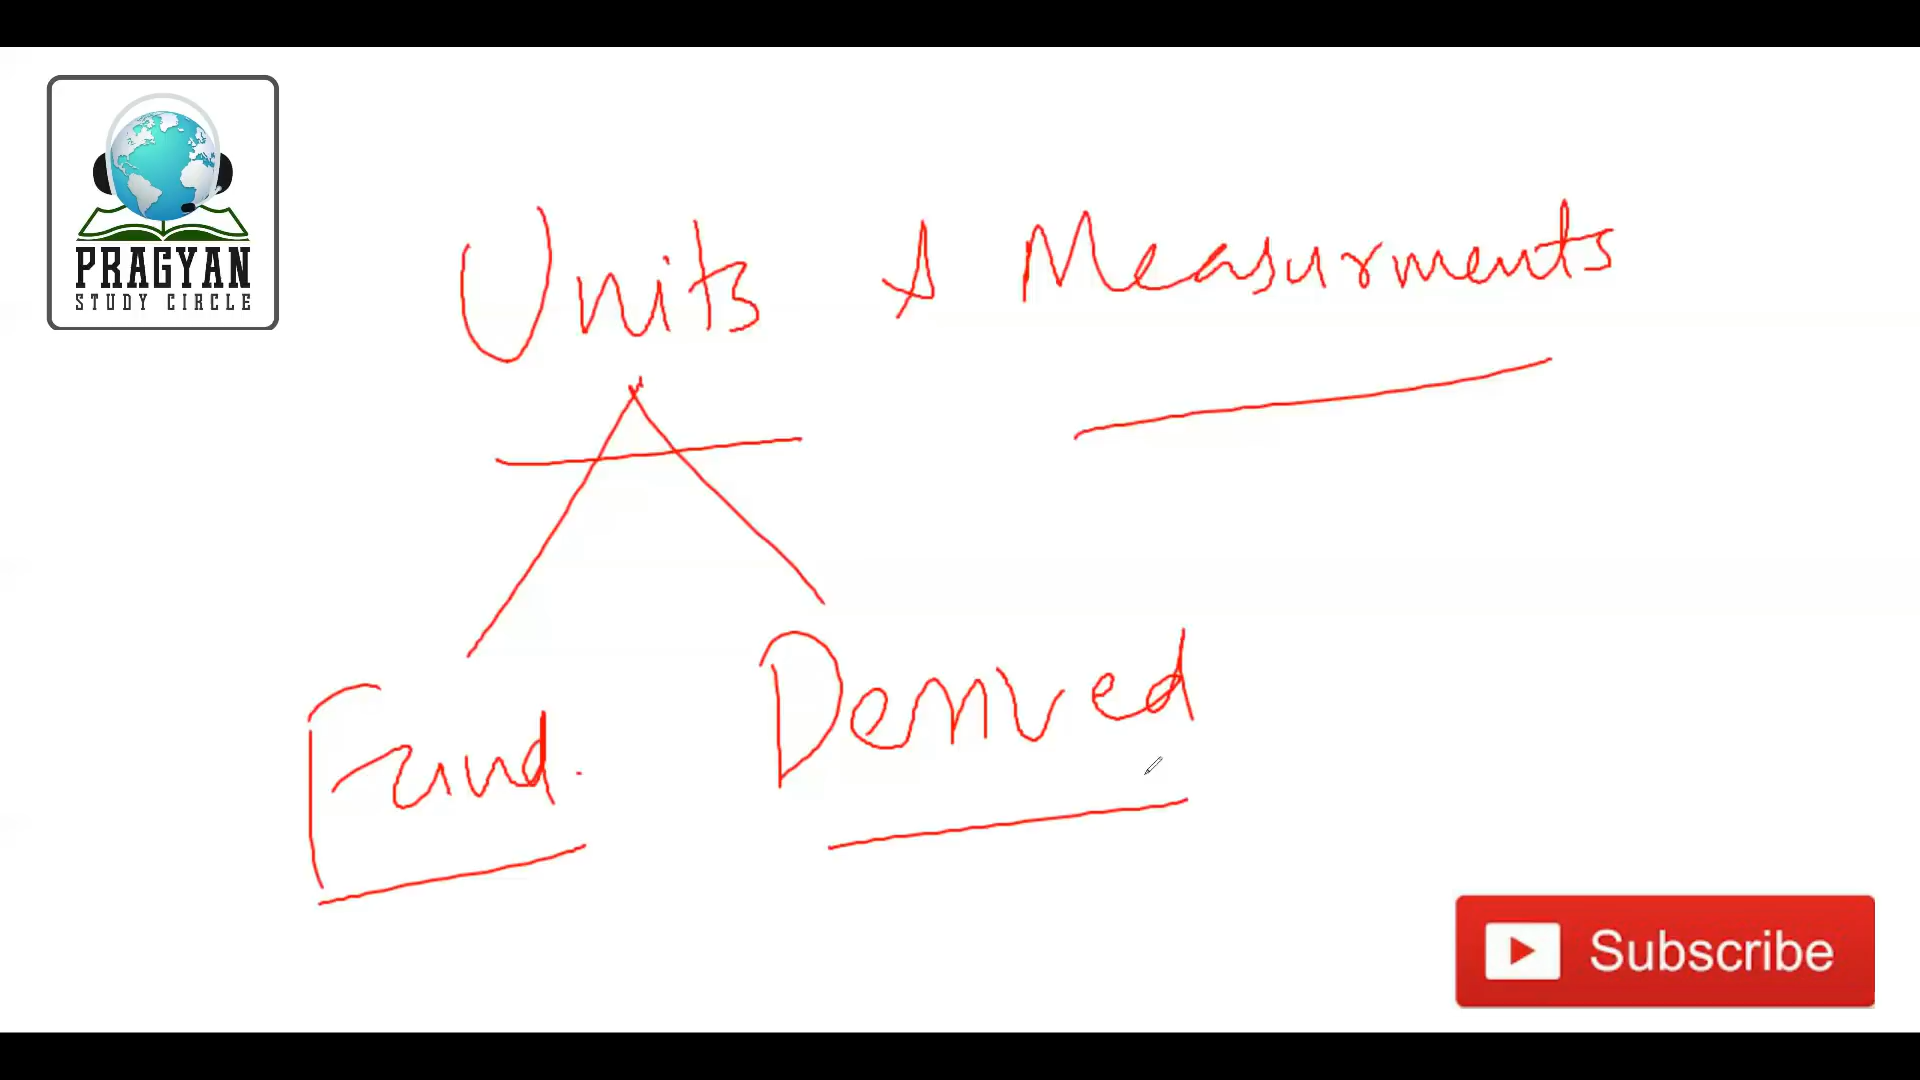 PRAGYAN
STUDY CIRCLE
Units & Measurments
Fund. Derived
Subscribe